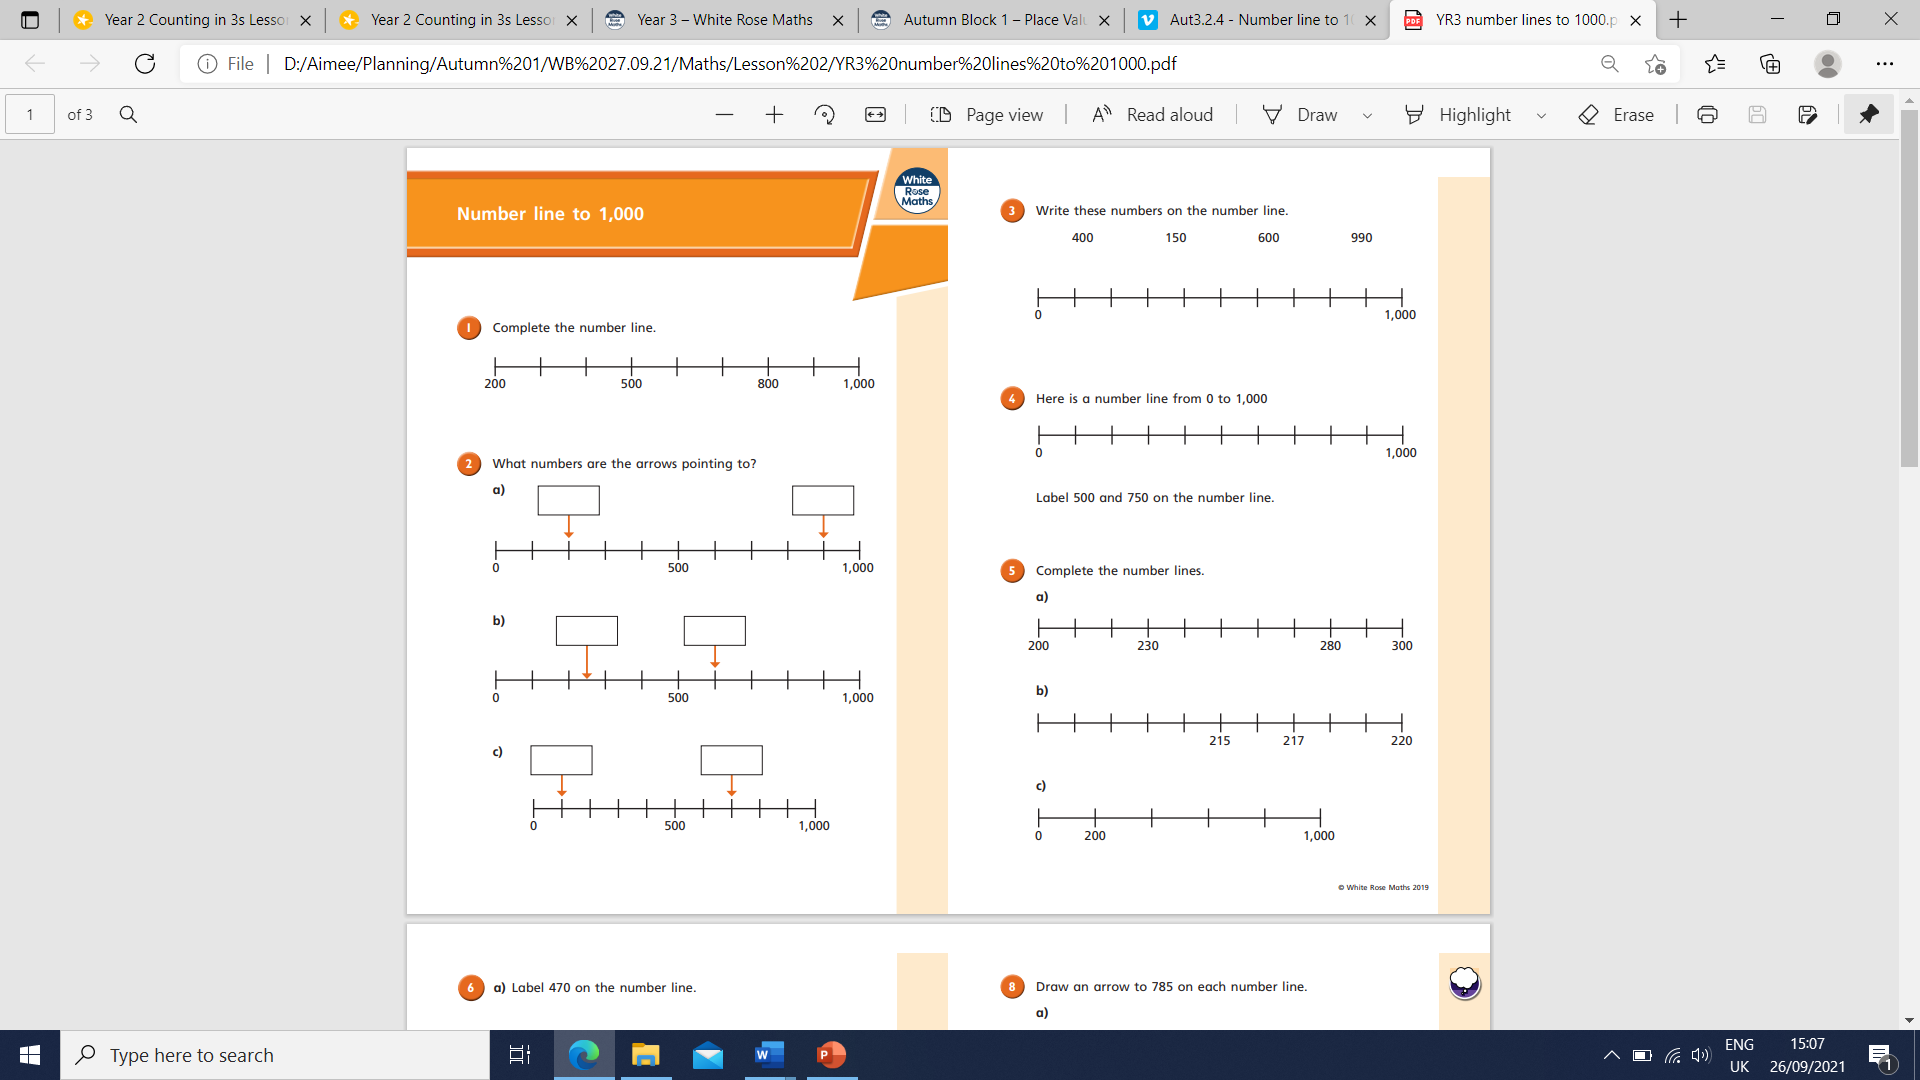 Year 2 Counting in 3s Lesso
Year 2 Counting in 3s Lesso
Year 3 – White Rose Maths
Autumn Block 1 – Place Valu
Aut3.2.4 - Number line to 10
YR3 number lines to 1000.p
File
D:/Aimee/Planning/Autumn%201/WB%2027.09.21/Maths/Lesson%202/YR3%20number%20lines%20to%201000.pdf
1 of 3
Page view
Read aloud
Draw
Highlight
Erase
Number line to 1,000
White
Rose
Maths
1 Complete the number line.
200 500 800 1,000
2 What numbers are the arrows pointing to?
a)
0 500 1,000
b)
0 500 1,000
c)
0 500 1,000
3 Write these numbers on the number line.
400 150 600 990
0 1,000
4 Here is a number line from 0 to 1,000
0 1,000
Label 500 and 750 on the number line.
5 Complete the number lines.
a)
200 230 280 300
b)
215 217 220
c)
0 200 1,000
© White Rose Maths 2019
6 a) Label 470 on the number line.
8 Draw an arrow to 785 on each number line.
a)
Type here to search
ENG
UK
15:07
26/09/2021
1